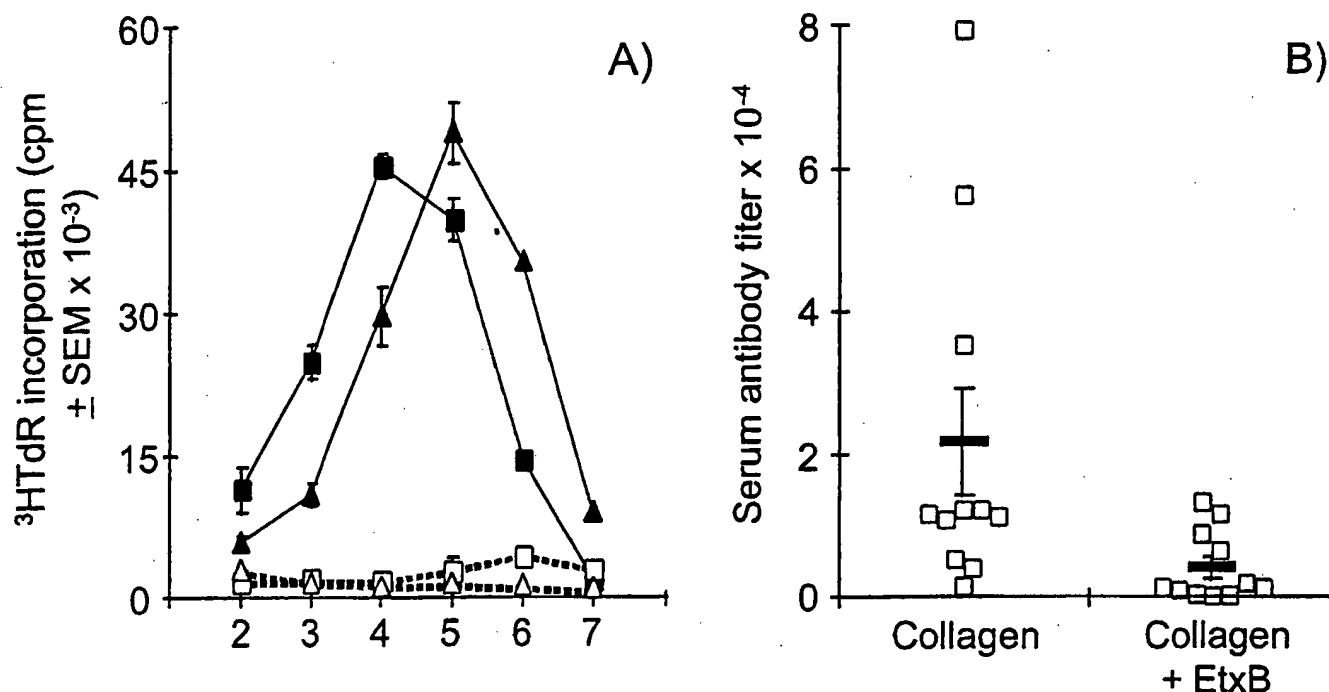 A)
³HTdR incorporation (cpm
± SEM x 10⁻³)
60
45
30
15
0
2 3 4 5 6 7
B)
Serum antibody titer x 10⁻⁴
8
6
4
2
0
Collagen
Collagen
+ EtxB